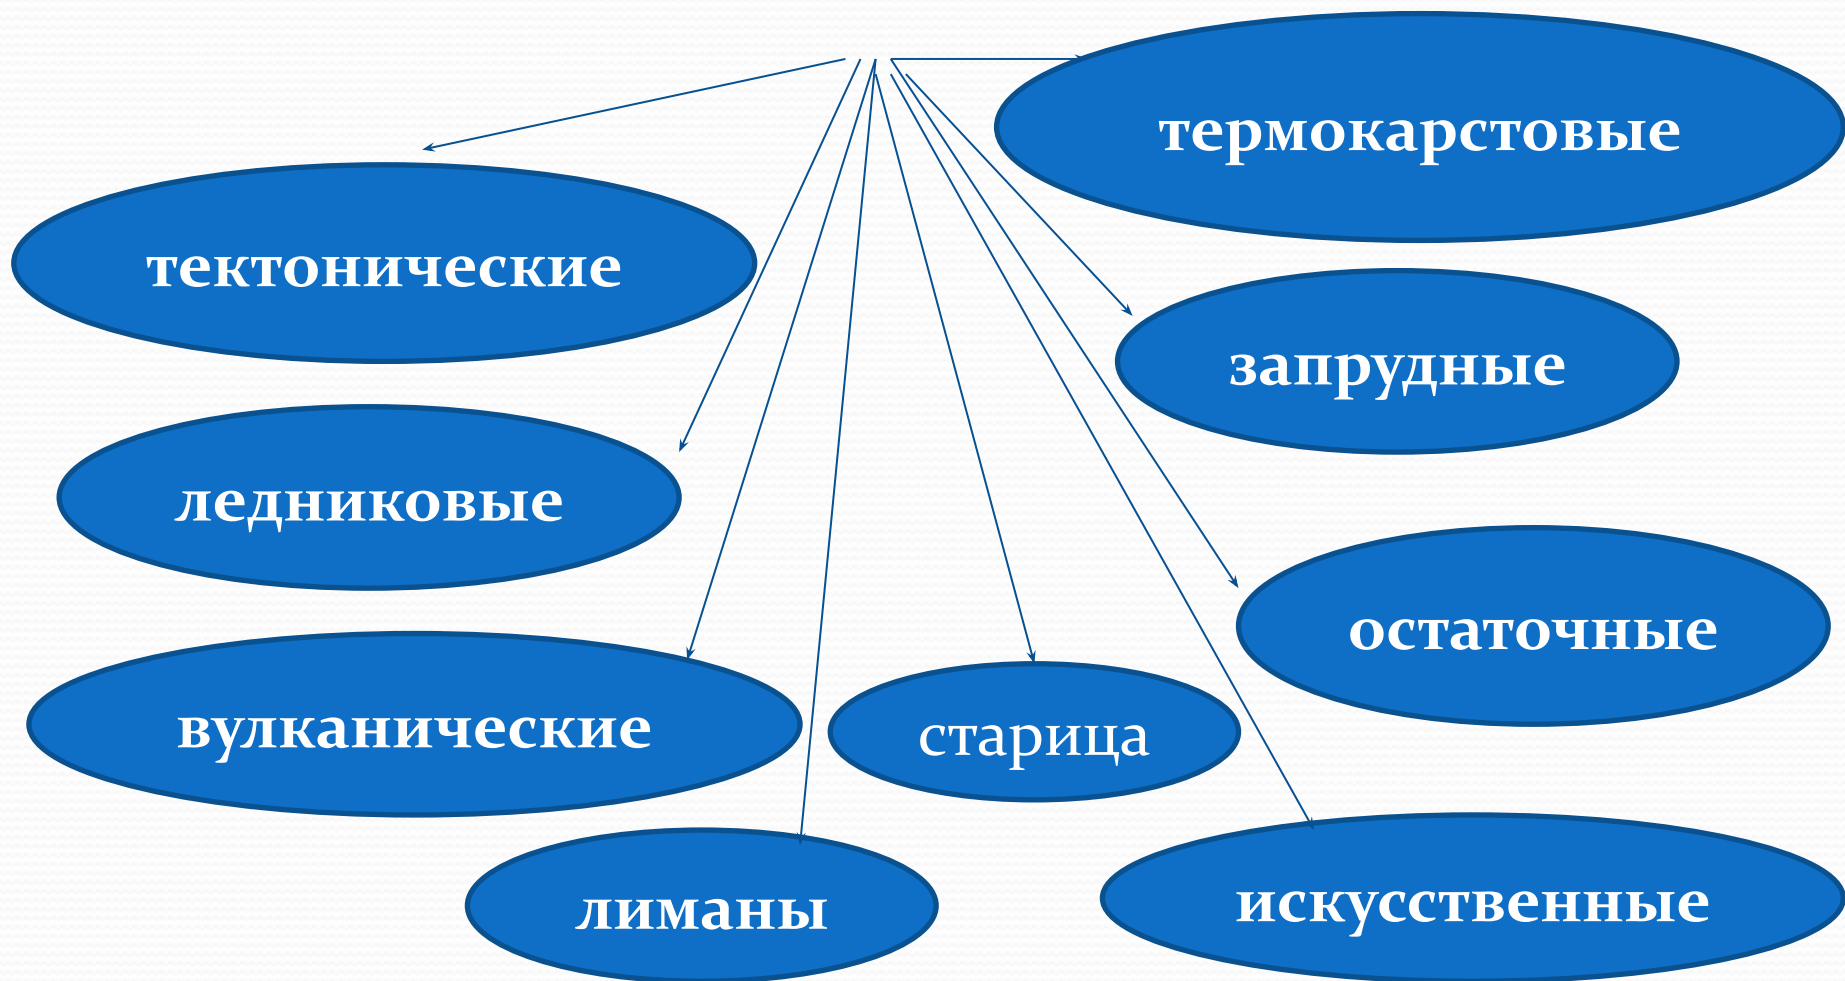 термокарстовые
тектонические
запрудные
ледниковые
остаточные
вулканические
старица
лиманы
искусственные